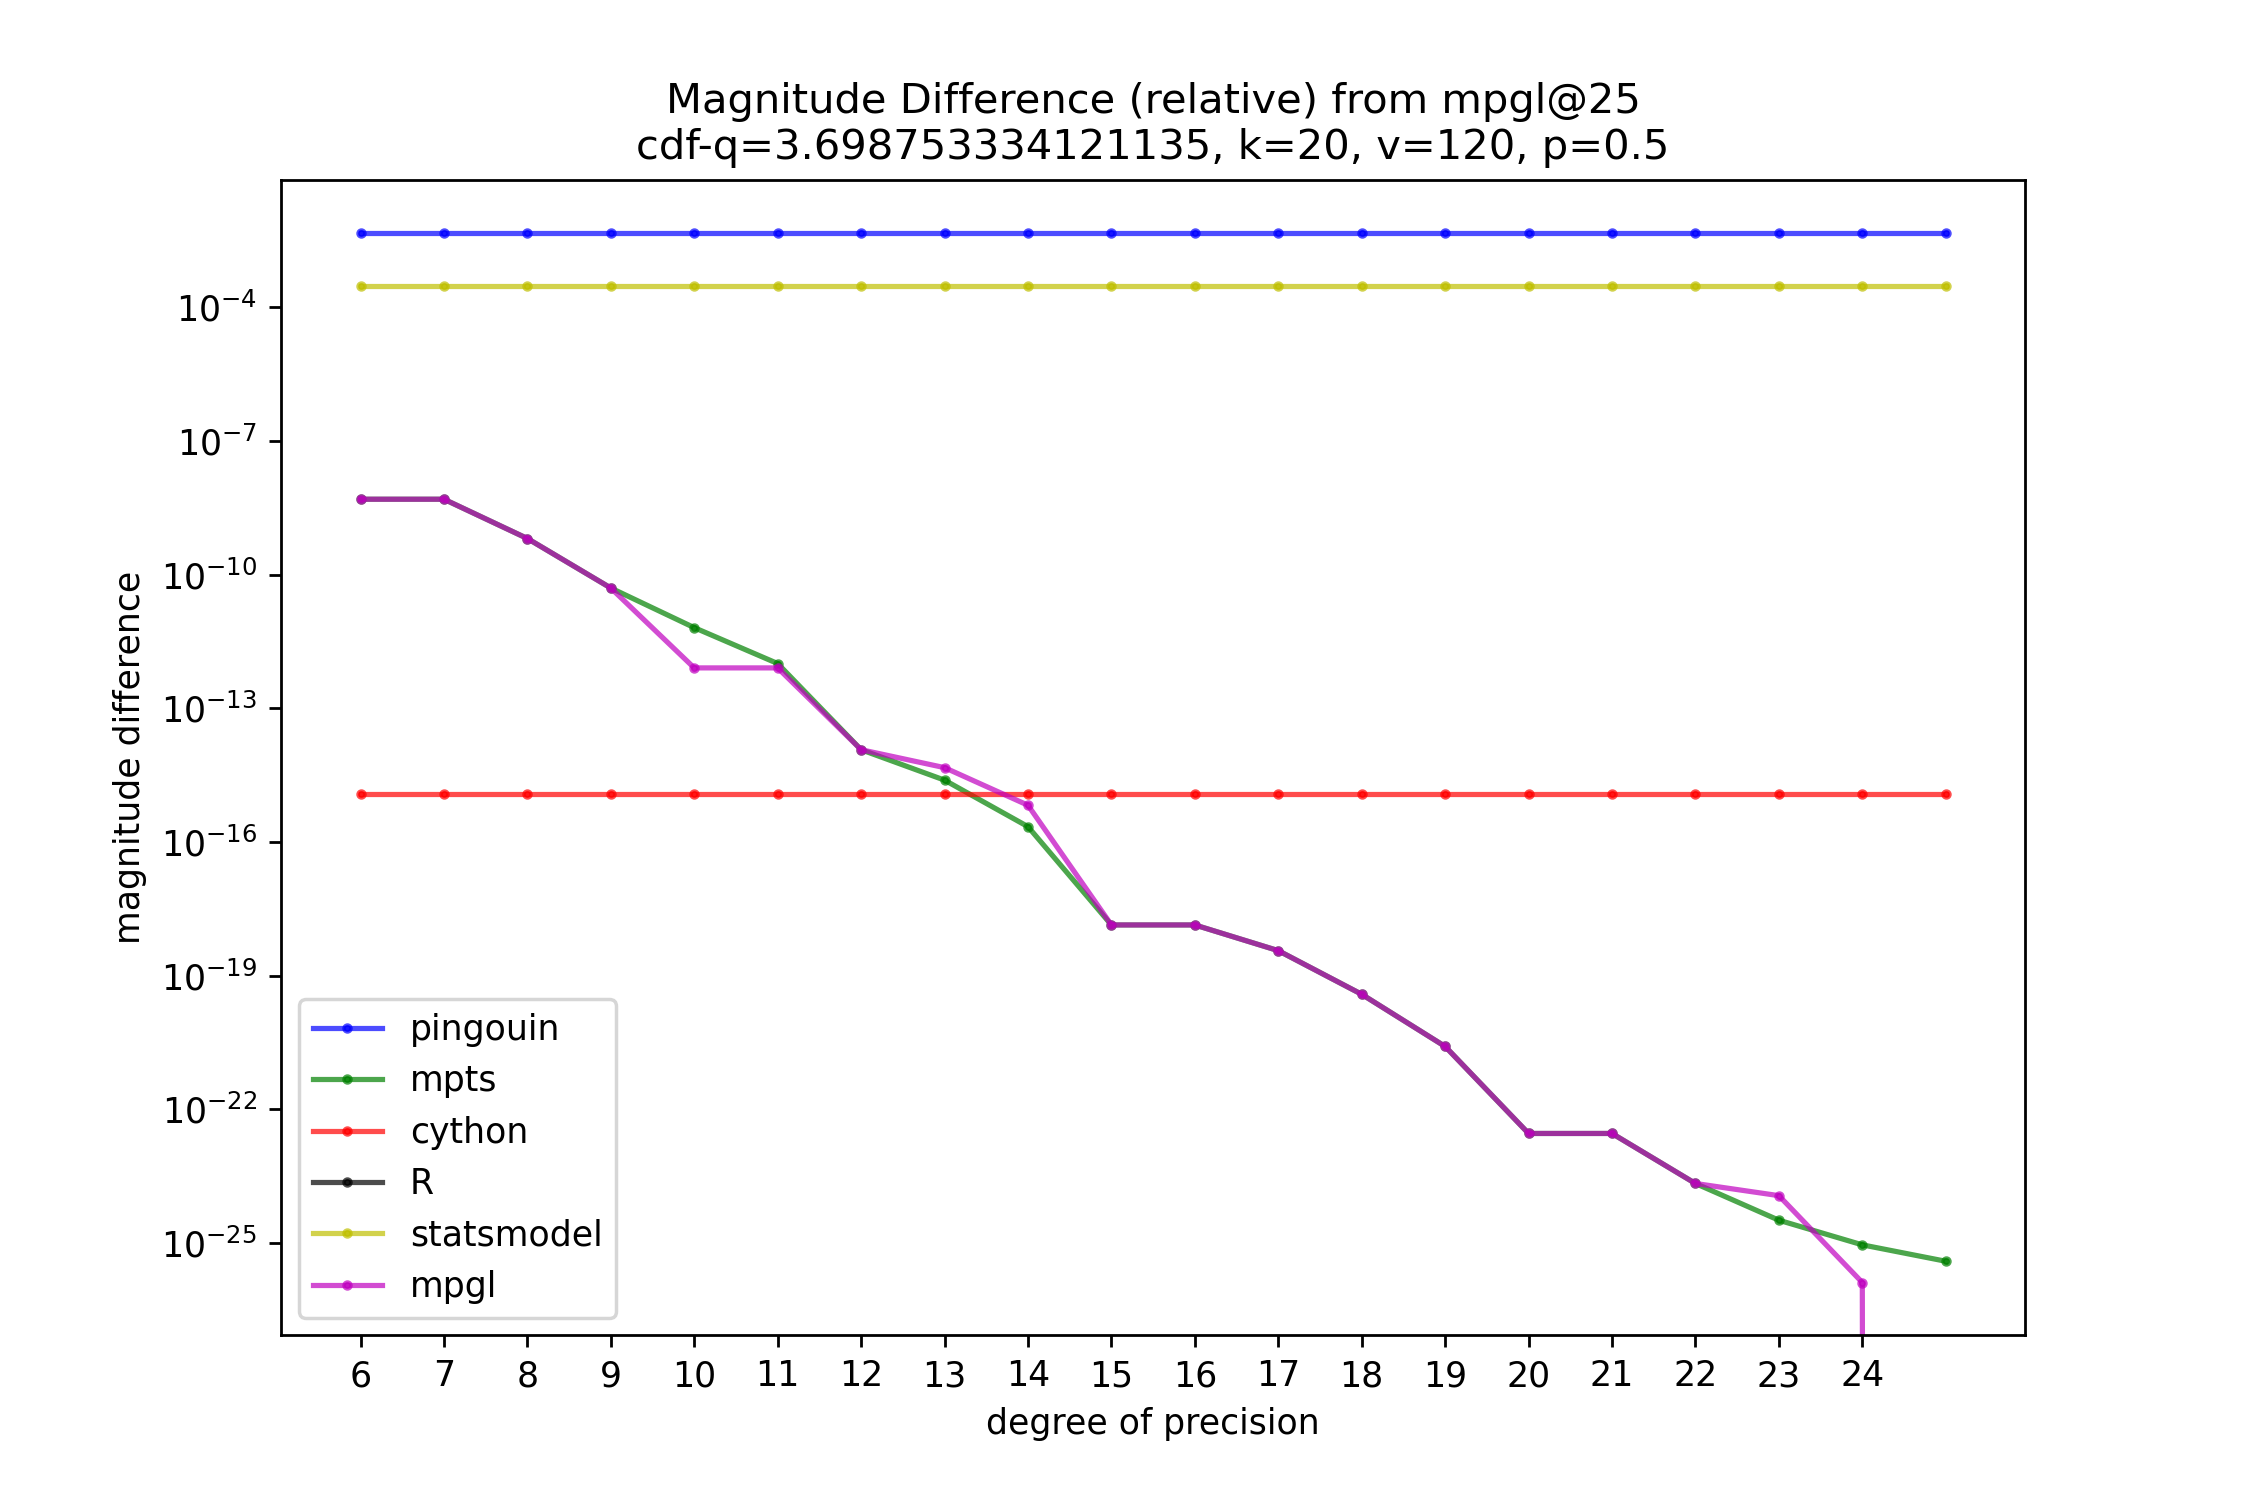 Magnitude Difference (relative) from mpgl@25
cdf-q=3.698753334121135, k=20, v=120, p=0.5
magnitude difference
10⁻⁴
10⁻⁷
10⁻¹⁰
10⁻¹³
10⁻¹⁶
10⁻¹⁹
10⁻²²
10⁻²⁵
pingouin
mpts
cython
R
statsmodel
mpgl
6 7 8 9 10 11 12 13 14 15 16 17 18 19 20 21 22 23 24
degree of precision